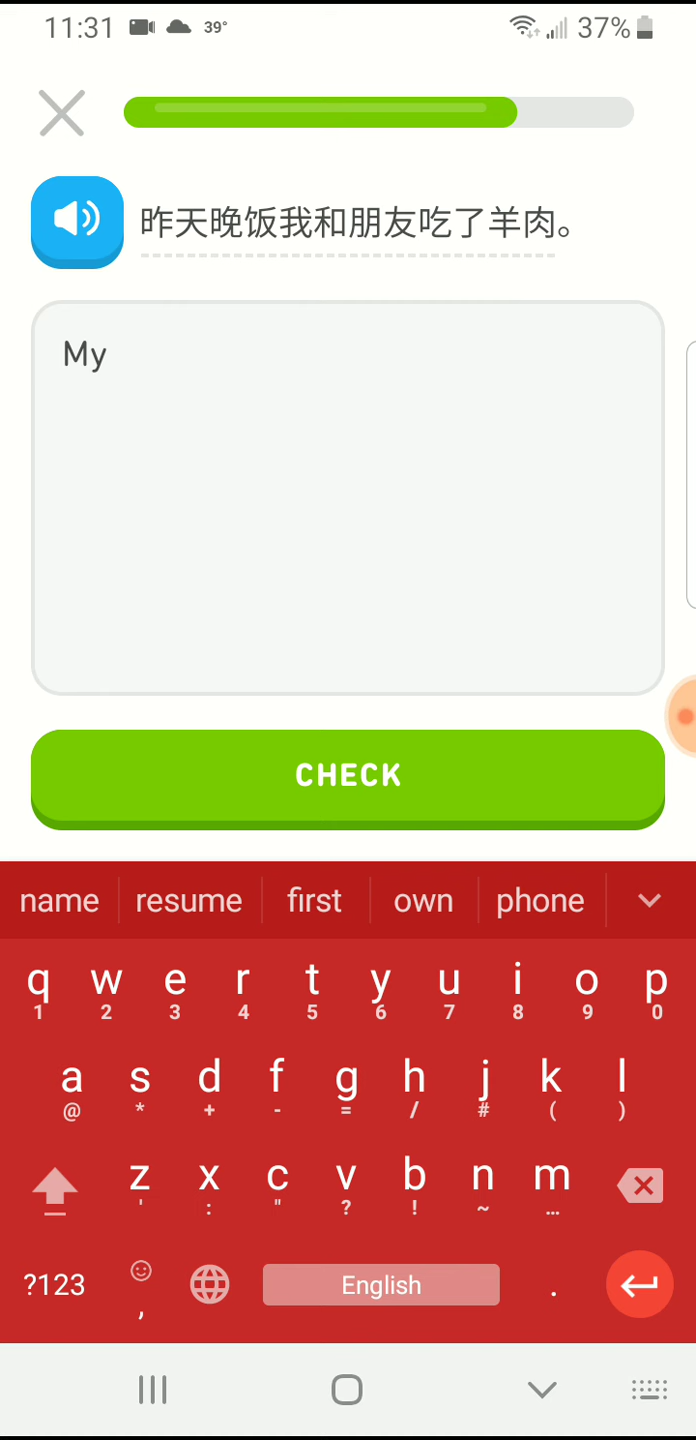 11:31 39° 37%
昨天晚饭我和朋友吃了羊肉。
My
CHECK
name resume first own phone
q w e r t y u i o p
1 2 3 4 5 6 7 8 9 0
a s d f g h j k l
@ * + - = / # ( )
z x c v b n m
' : " ? ! ~ …
?123 , English .